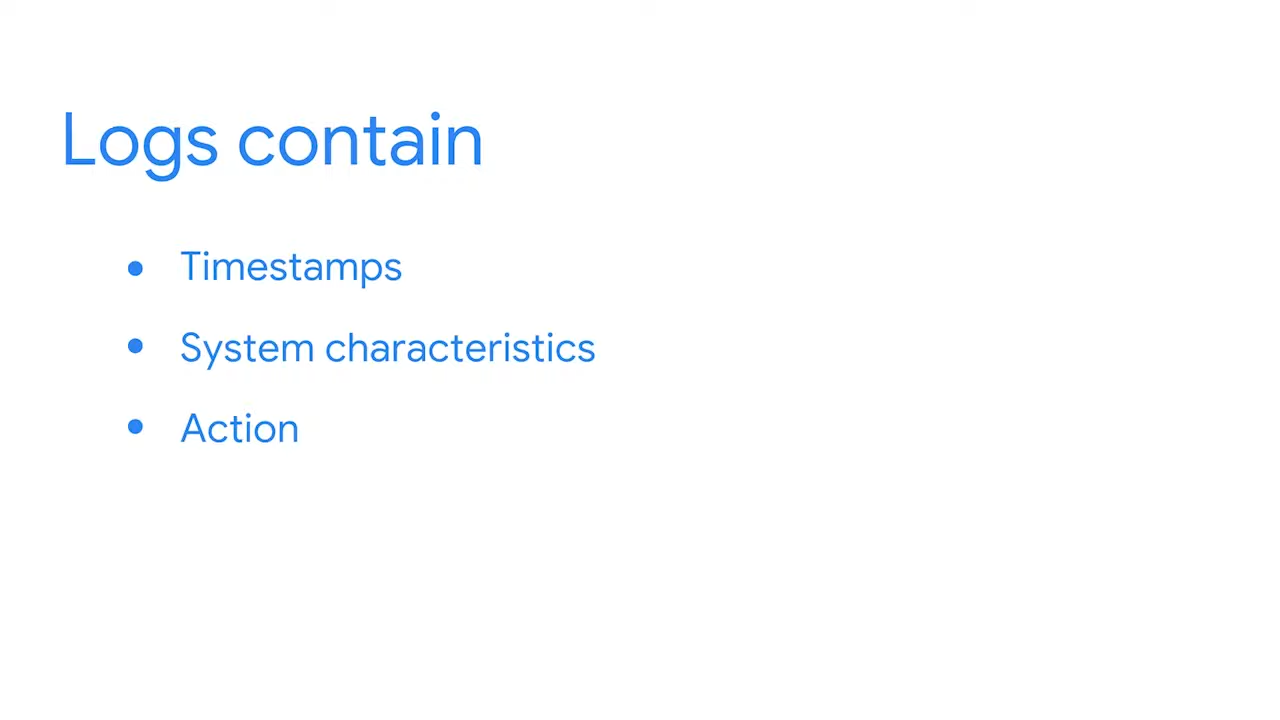 Logs contain
• Timestamps
• System characteristics
• Action